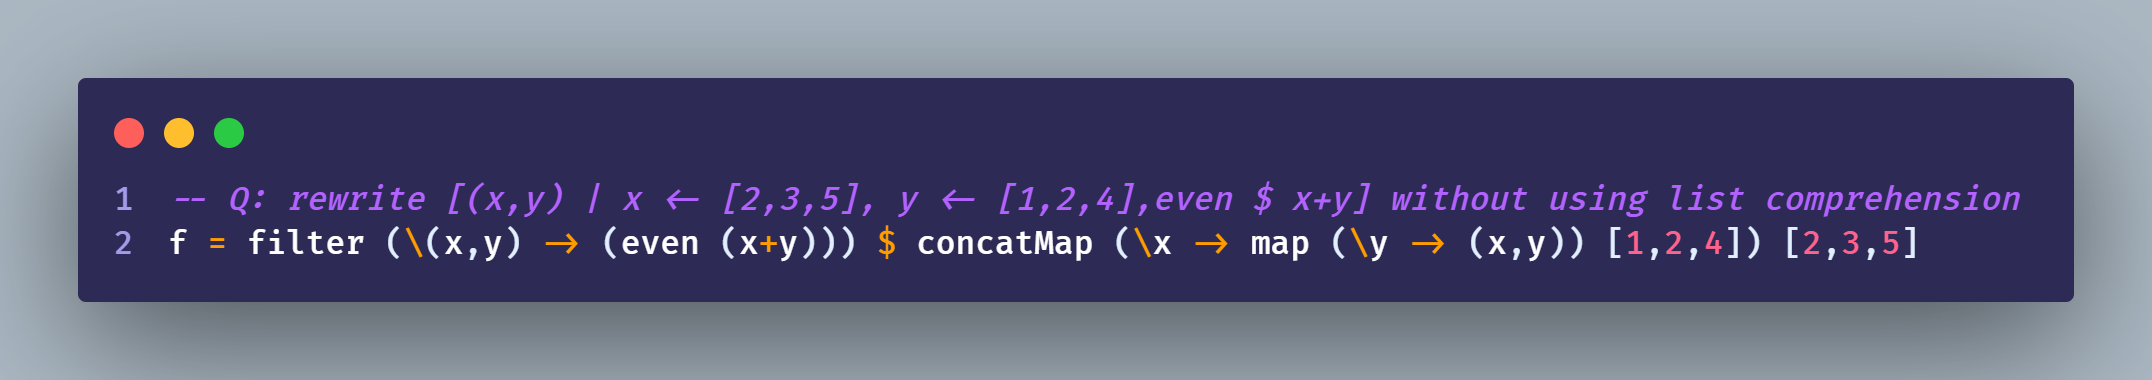 1 -- Q: rewrite [(x,y) | x <- [2,3,5], y <- [1,2,4],even $ x+y] without using list comprehension
2 f = filter (\(x,y) -> (even (x+y))) $ concatMap (\x -> map (\y -> (x,y)) [1,2,4]) [2,3,5]